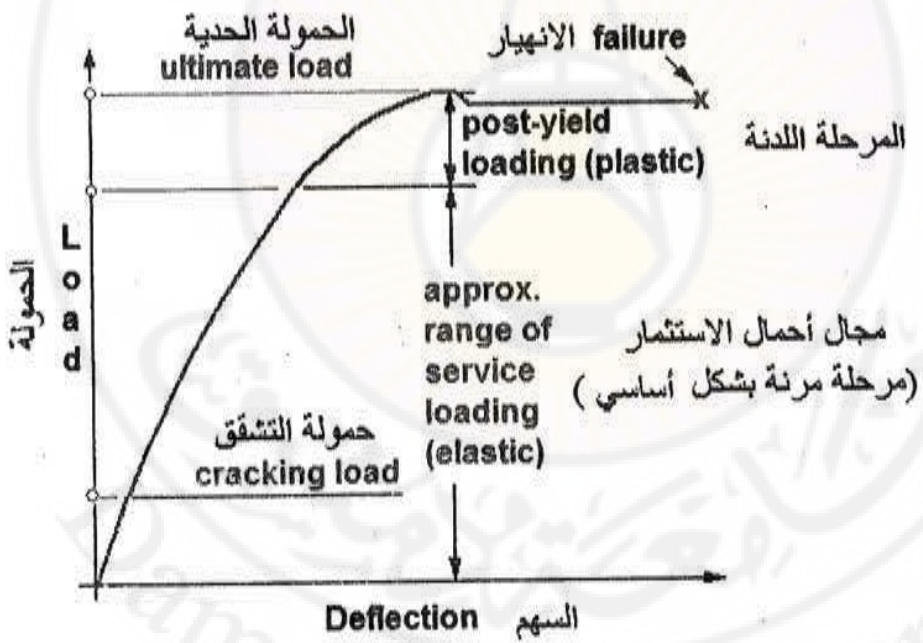 الحمولة الحدية
ultimate load
الانهيار failure
post-yield
loading (plastic)
المرحلة اللدنة
الحمولة
Load
approx.
range of
service
loading
(elastic)
مجال أحمال الاستثمار
(مرحلة مرنة بشكل أساسي)
حمولة التشقق
cracking load
Deflection السهم